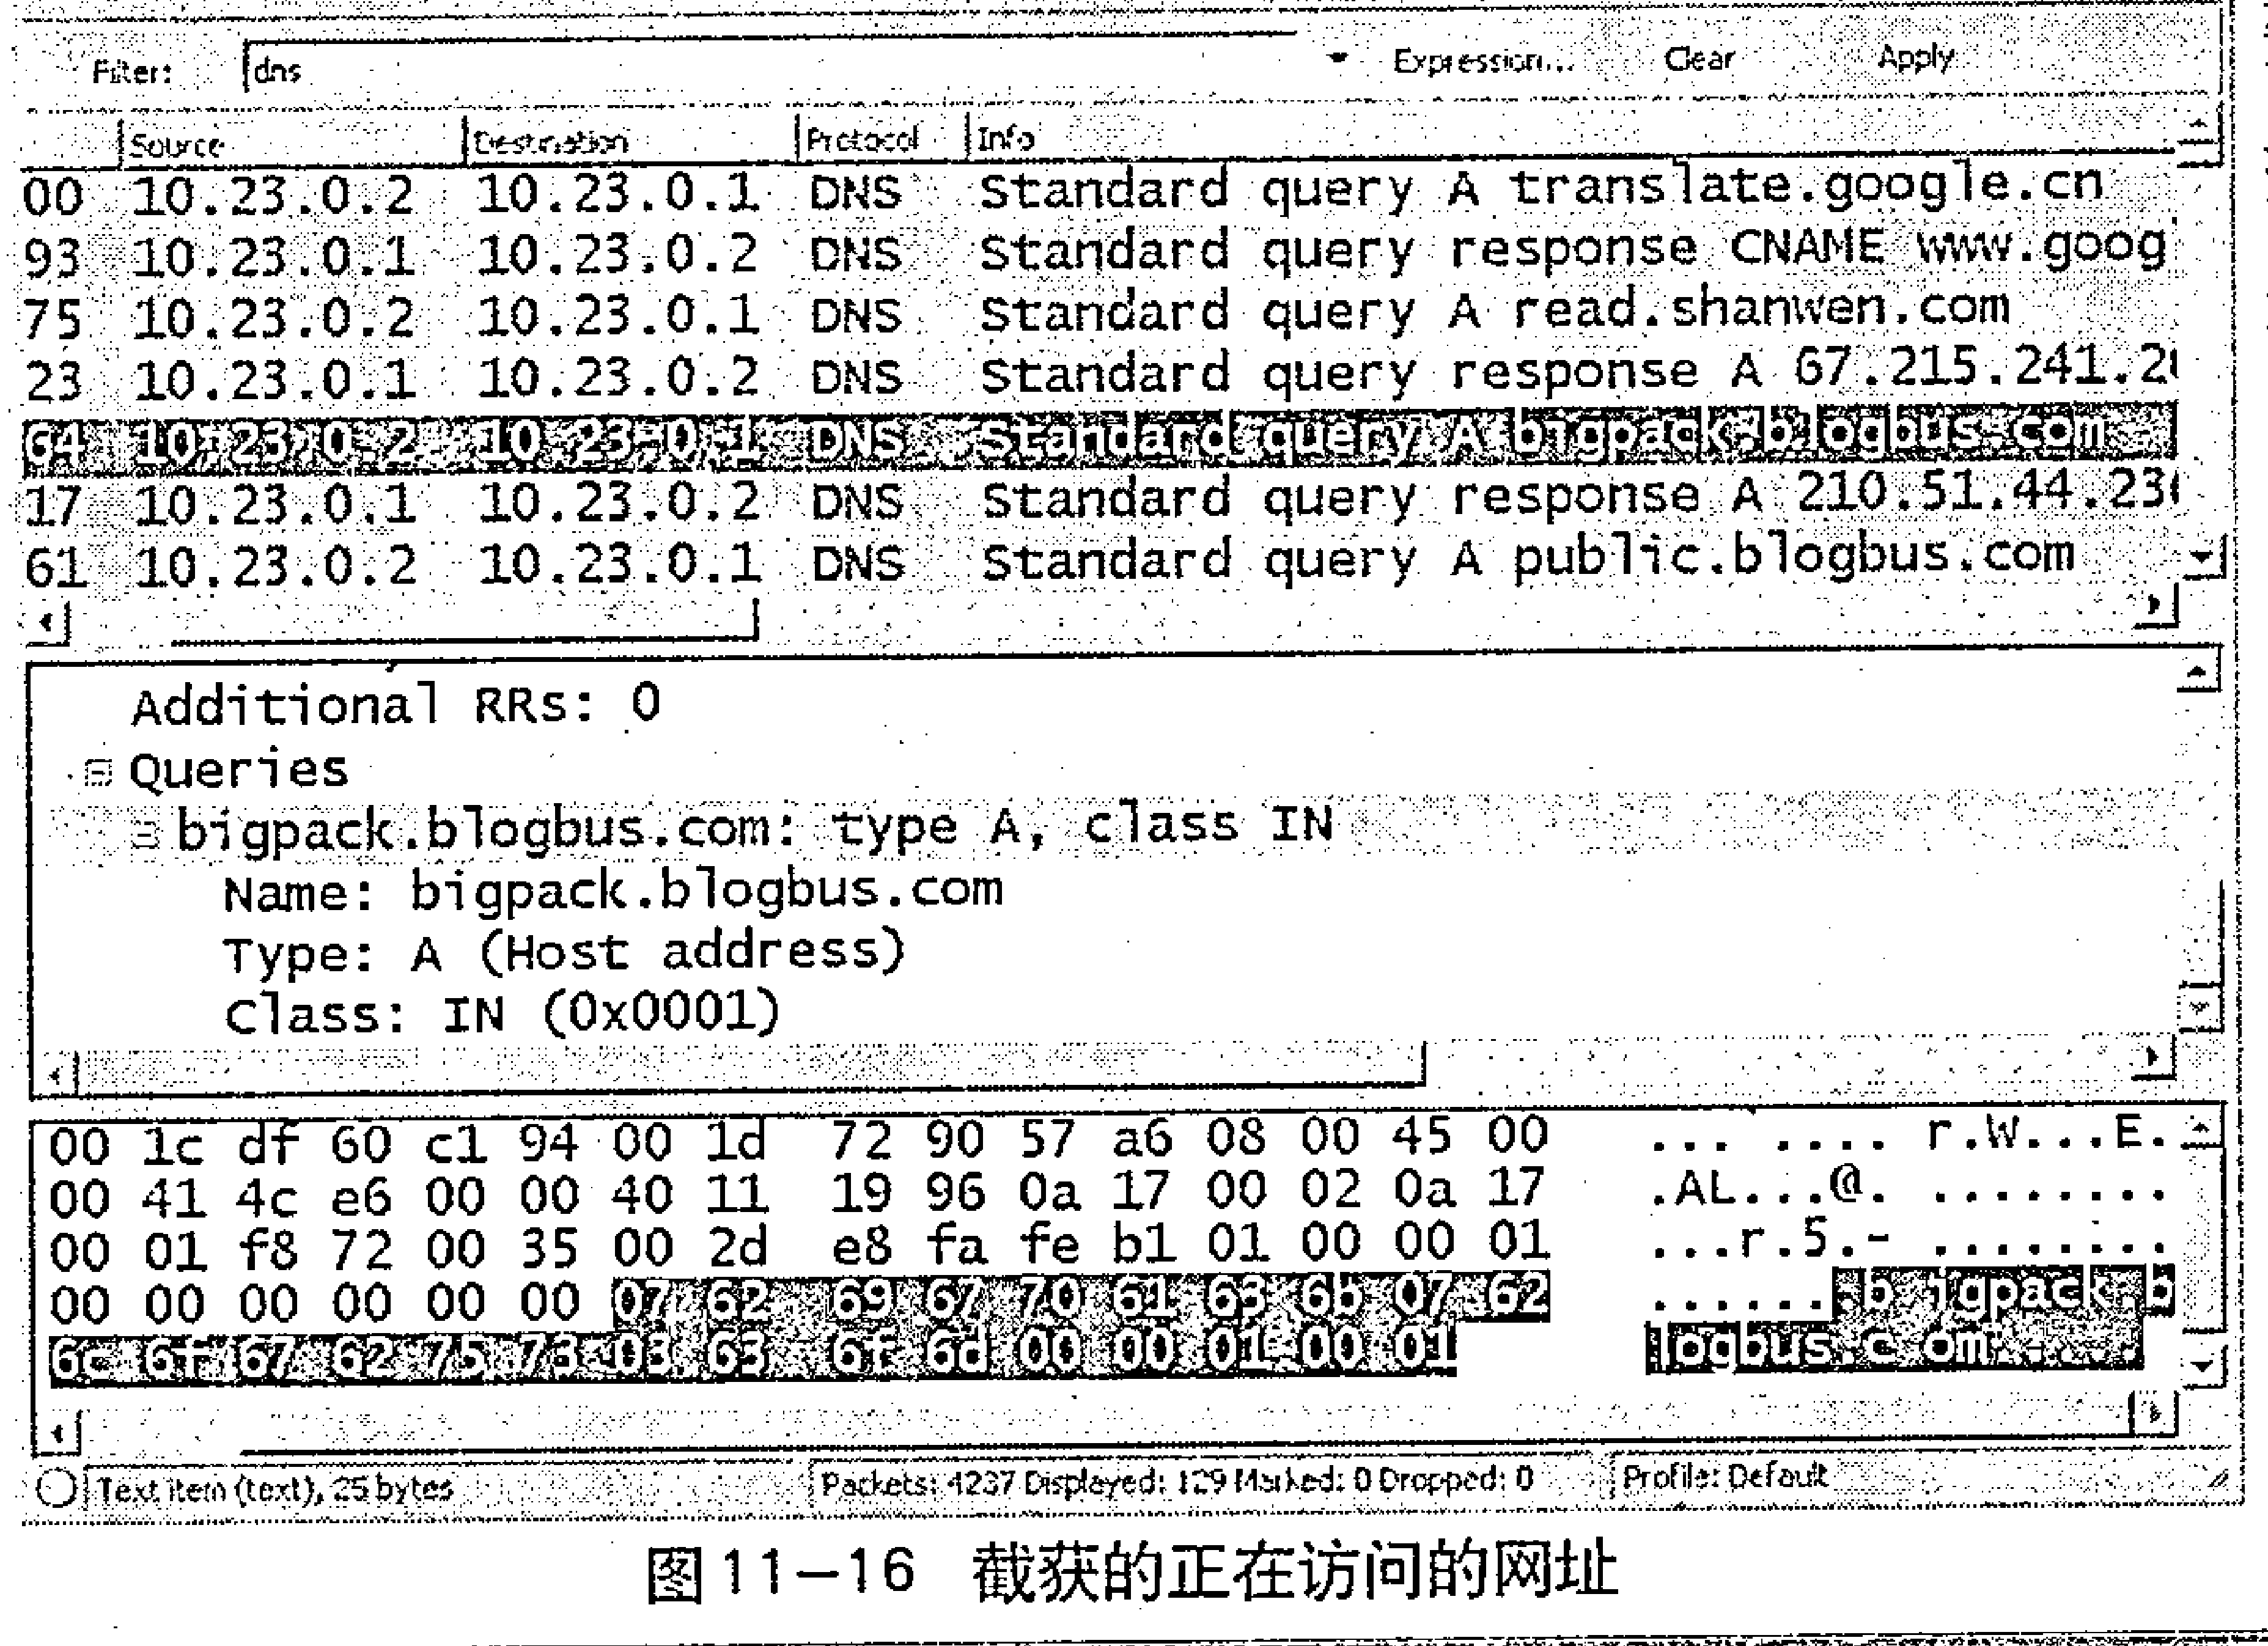 Filter: dns Expression... Clear Apply
Source Destination Protocol Info
00 10.23.0.2 10.23.0.1 DNS Standard query A translate.google.cn
93 10.23.0.1 10.23.0.2 DNS Standard query response CNAME www.goog
75 10.23.0.2 10.23.0.1 DNS Standard query A read.shanwen.com
23 10.23.0.1 10.23.0.2 DNS Standard query response A 67.215.241.2
64 10.23.0.2 10.23.0.1 DNS Standard query A bigpack.blogbus.com
17 10.23.0.1 10.23.0.2 DNS Standard query response A 210.51.44.23
61 10.23.0.2 10.23.0.1 DNS Standard query A public.blogbus.com
Additional RRs: 0
Queries
bigpack.blogbus.com: type A, class IN
Name: bigpack.blogbus.com
Type: A (Host address)
Class: IN (0x0001)
00 1c df 60 c1 94 00 1d 72 90 57 a6 08 00 45 00 ... .... r.W...E.
00 41 4c e6 00 00 40 11 19 96 0a 17 00 02 0a 17 .AL...@. ........
00 01 f8 72 00 35 00 2d e8 fa fe b1 01 00 00 01 ...r.5.- ........
00 00 00 00 00 00 07 62 69 67 70 61 63 6b 07 62 .......b igpack.b
6c 6f 67 62 75 73 03 63 6f 6d 00 00 01 00 01 logbus.c om.....
Text item (text), 25 bytes Packets: 4237 Displayed: 129 Marked: 0 Dropped: 0 Profile: Default
图11-16 截获的正在访问的网址